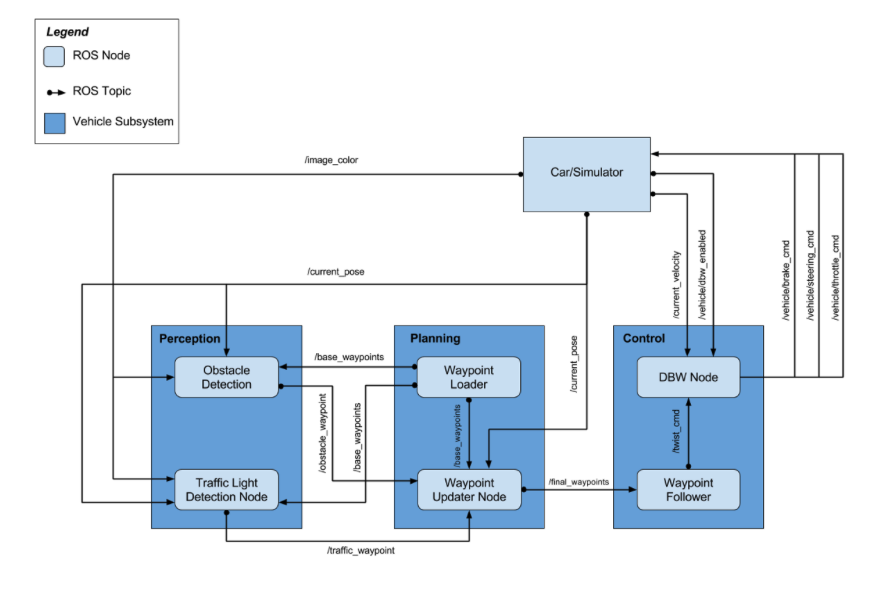 Legend
ROS Node
ROS Topic
Vehicle Subsystem
/image_color
Car/Simulator
/current_pose
/current_velocity
/vehicle/dbw_enabled
/vehicle/brake_cmd
/vehicle/steering_cmd
/vehicle/throttle_cmd
Perception
Planning
Control
/current_pose
Obstacle
Detection
/base_waypoints
Waypoint
Loader
DBW Node
/obstacle_waypoint
/base_waypoints
/base_waypoints
/twist_cmd
Traffic Light
Detection Node
Waypoint
Updater Node
/final_waypoints
Waypoint
Follower
/traffic_waypoint